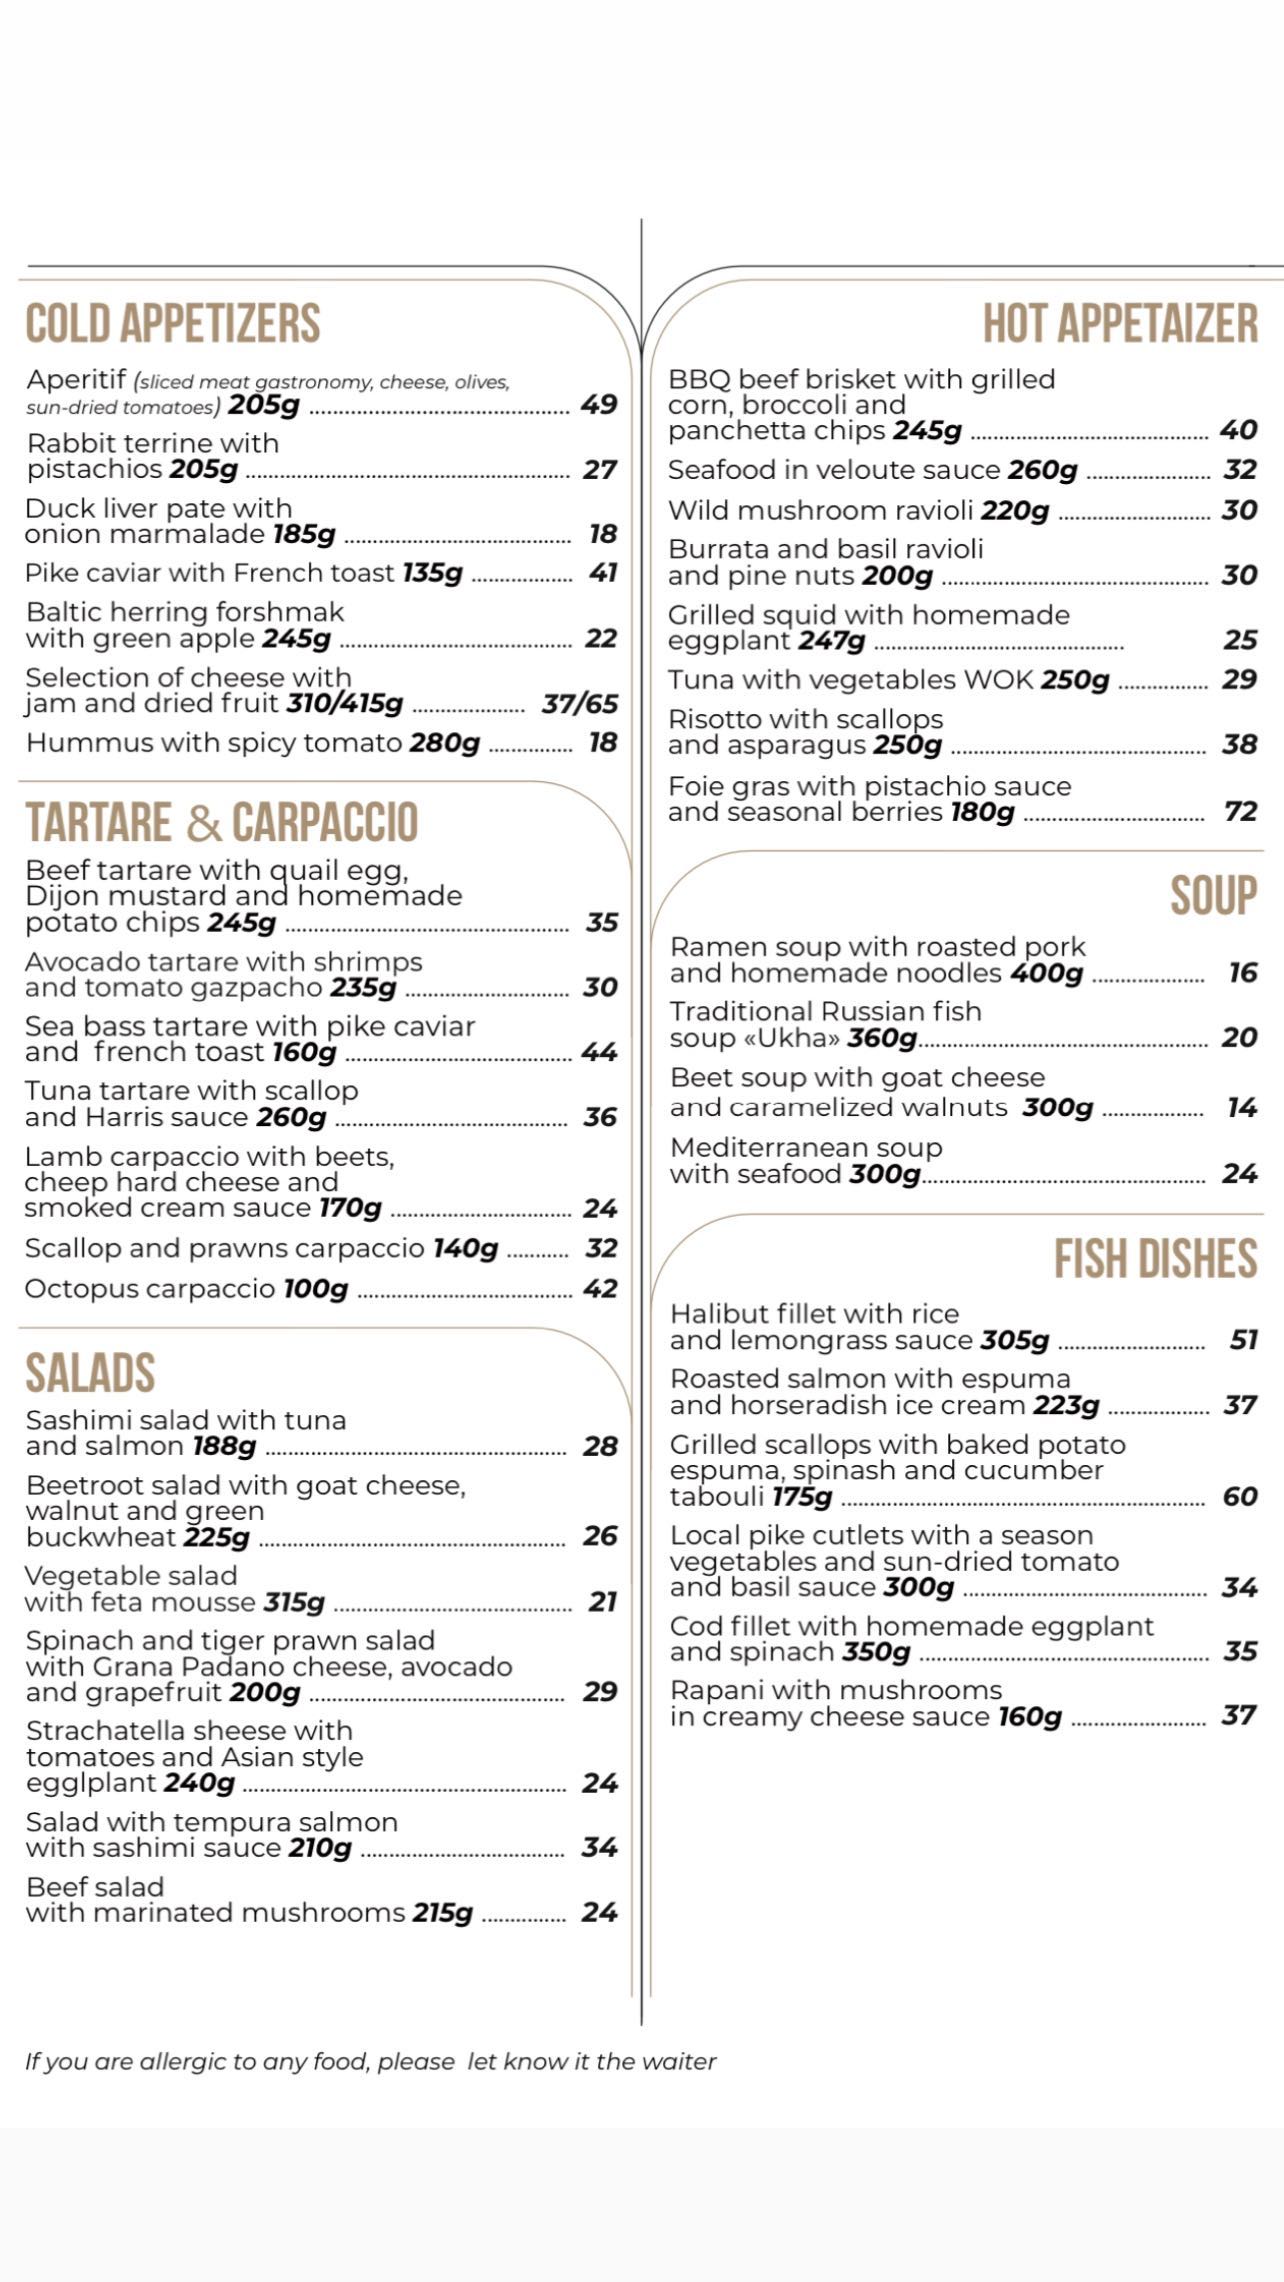 COLD APPETIZERS
Aperitif (sliced meat gastronomy, cheese, olives,
sun-dried tomatoes) 205g ............................................. 49
Rabbit terrine with
pistachios 205g ......................................................... 27
Duck liver pate with
onion marmalade 185g ........................................ 18
Pike caviar with French toast 135g .................. 41
Baltic herring forshmak
with green apple 245g ......................................... 22
Selection of cheese with
jam and dried fruit 310/415g .................... 37/65
Hummus with spicy tomato 280g ............... 18
TARTARE & CARPACCIO
Beef tartare with quail egg,
Dijon mustard and homemade
potato chips 245g .................................................. 35
Avocado tartare with shrimps
and tomato gazpacho 235g ............................. 30
Sea bass tartare with pike caviar
and french toast 160g ........................................ 44
Tuna tartare with scallop
and Harris sauce 260g ......................................... 36
Lamb carpaccio with beets,
cheep hard cheese and
smoked cream sauce 170g ................................ 24
Scallop and prawns carpaccio 140g ........... 32
Octopus carpaccio 100g ...................................... 42
SALADS
Sashimi salad with tuna
and salmon 188g ..................................................... 28
Beetroot salad with goat cheese,
walnut and green
buckwheat 225g ...................................................... 26
Vegetable salad
with feta mousse 315g .......................................... 21
Spinach and tiger prawn salad
with Grana Padano cheese, avocado
and grapefruit 200g ............................................. 29
Strachatella sheese with
tomatoes and Asian style
egglplant 240g ......................................................... 24
Salad with tempura salmon
with sashimi sauce 210g .................................... 34
Beef salad
with marinated mushrooms 215g ............... 24
HOT APPETAIZER
BBQ beef brisket with grilled
corn, broccoli and
panchetta chips 245g .......................................... 40
Seafood in veloute sauce 260g ...................... 32
Wild mushroom ravioli 220g ........................... 30
Burrata and basil ravioli
and pine nuts 200g ............................................... 30
Grilled squid with homemade
eggplant 247g ............................................ 25
Tuna with vegetables WOK 250g ................ 29
Risotto with scallops
and asparagus 250g ............................................. 38
Foie gras with pistachio sauce
and seasonal berries 180g ................................ 72
SOUP
Ramen soup with roasted pork
and homemade noodles 400g .................... 16
Traditional Russian fish
soup «Ukha» 360g................................................... 20
Beet soup with goat cheese
and caramelized walnuts 300g .................. 14
Mediterranean soup
with seafood 300g.................................................. 24
FISH DISHES
Halibut fillet with rice
and lemongrass sauce 305g .......................... 51
Roasted salmon with espuma
and horseradish ice cream 223g .................. 37
Grilled scallops with baked potato
espuma, spinash and cucumber
tabouli 175g ................................................................ 60
Local pike cutlets with a season
vegetables and sun-dried tomato
and basil sauce 300g ........................................... 34
Cod fillet with homemade eggplant
and spinach 350g ................................................... 35
Rapani with mushrooms
in creamy cheese sauce 160g ........................ 37
If you are allergic to any food, please let know it the waiter